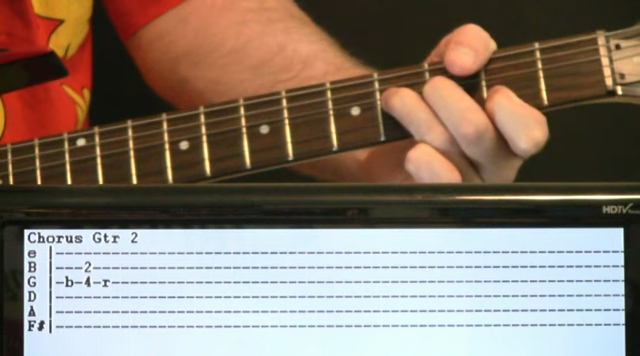 HDTV
Chorus Gtr 2
e |-----------------------------------------------------------------------
B |---2-------------------------------------------------------------------
G |-b-4-r-----------------------------------------------------------------
D |-----------------------------------------------------------------------
A |-----------------------------------------------------------------------
F#|-----------------------------------------------------------------------